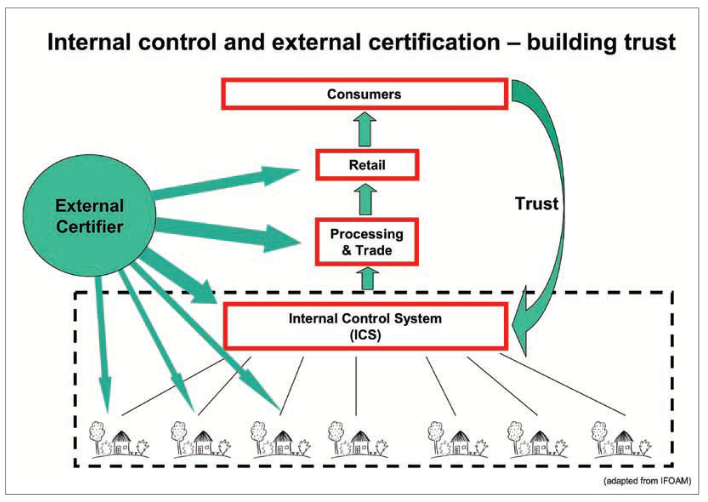 Internal control and external certification – building trust
Consumers
Retail
External
Certifier
Trust
Processing
& Trade
Internal Control System
(ICS)
(adapted from IFOAM)